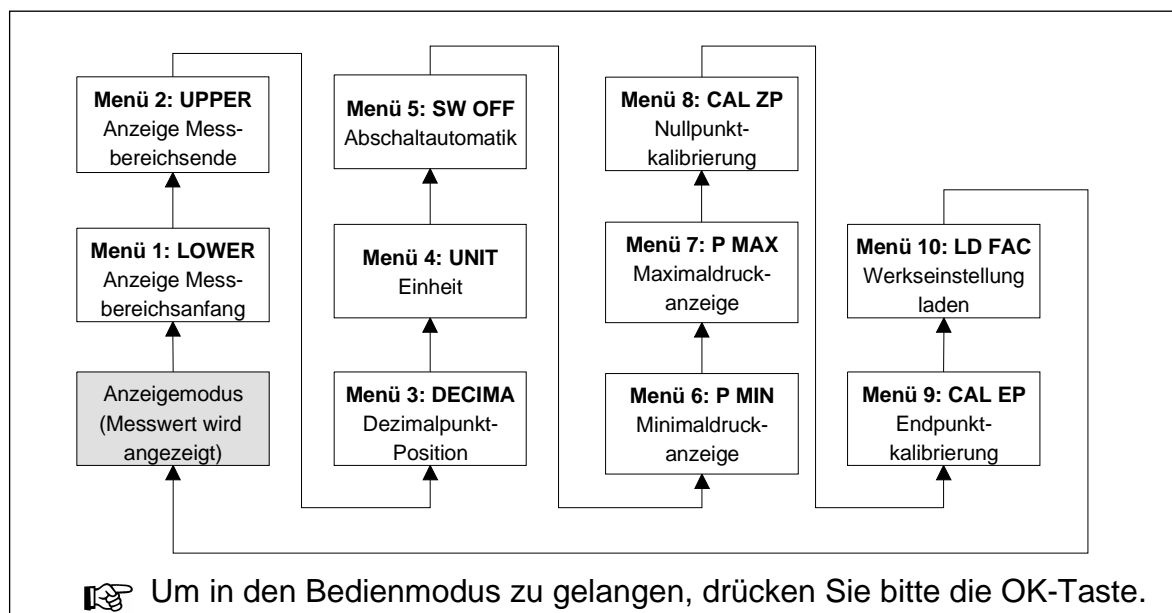 Menü 2: UPPER
Anzeige Mess-
bereichsende
Menü 1: LOWER
Anzeige Mess-
bereichsanfang
Anzeigemodus
(Messwert wird
angezeigt)
Menü 5: SW OFF
Abschaltautomatik
Menü 4: UNIT
Einheit
Menü 3: DECIMA
Dezimalpunkt-
Position
Menü 8: CAL ZP
Nullpunkt-
kalibrierung
Menü 7: P MAX
Maximaldruck-
anzeige
Menü 6: P MIN
Minimaldruck-
anzeige
Menü 10: LD FAC
Werkseinstellung
laden
Menü 9: CAL EP
Endpunkt-
kalibrierung
Um in den Bedienmodus zu gelangen, drücken Sie bitte die OK-Taste.